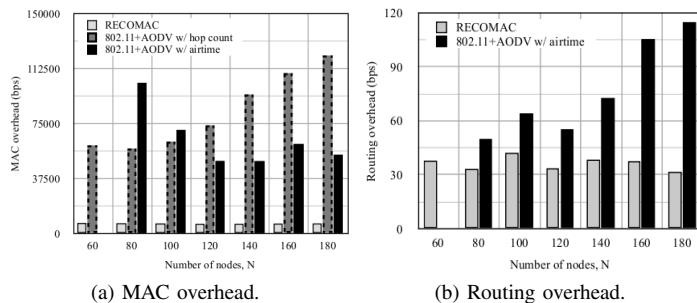 RECOMAC
802.11+AODV w/ hop count
802.11+AODV w/ airtime
MAC overhead (bps)
150000
112500
75000
37500
0
60 80 100 120 140 160 180
Number of nodes, N
(a) MAC overhead.
RECOMAC
802.11+AODV w/ airtime
Routing overhead (bps)
120
90
60
30
0
60 80 100 120 140 160 180
Number of nodes, N
(b) Routing overhead.